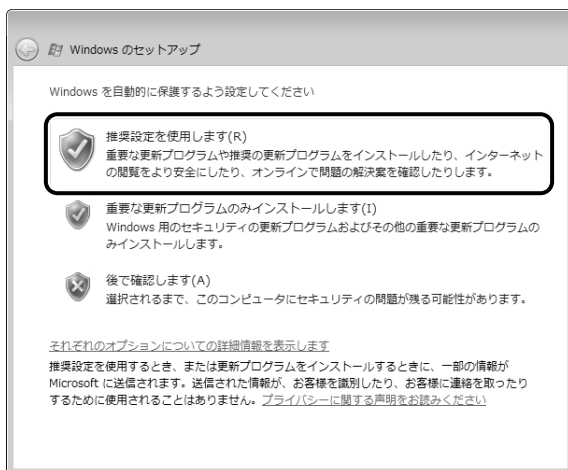 Windows のセットアップ
Windows を自動的に保護するよう設定してください
推奨設定を使用します(R)
重要な更新プログラムや推奨の更新プログラムをインストールしたり、インターネット
の閲覧をより安全にしたり、オンラインで問題の解決案を確認したりします。
重要な更新プログラムのみインストールします(I)
Windows 用のセキュリティの更新プログラムおよびその他の重要な更新プログラムの
みインストールします。
後で確認します(A)
選択されるまで、このコンピュータにセキュリティの問題が残る可能性があります。
それぞれのオプションについての詳細情報を表示します
推奨設定を使用するとき、または更新プログラムをインストールするときに、一部の情報が
Microsoft に送信されます。送信された情報が、お客様を識別したり、お客様に連絡を取ったり
するために使用されることはありません。プライバシーに関する声明をお読みください